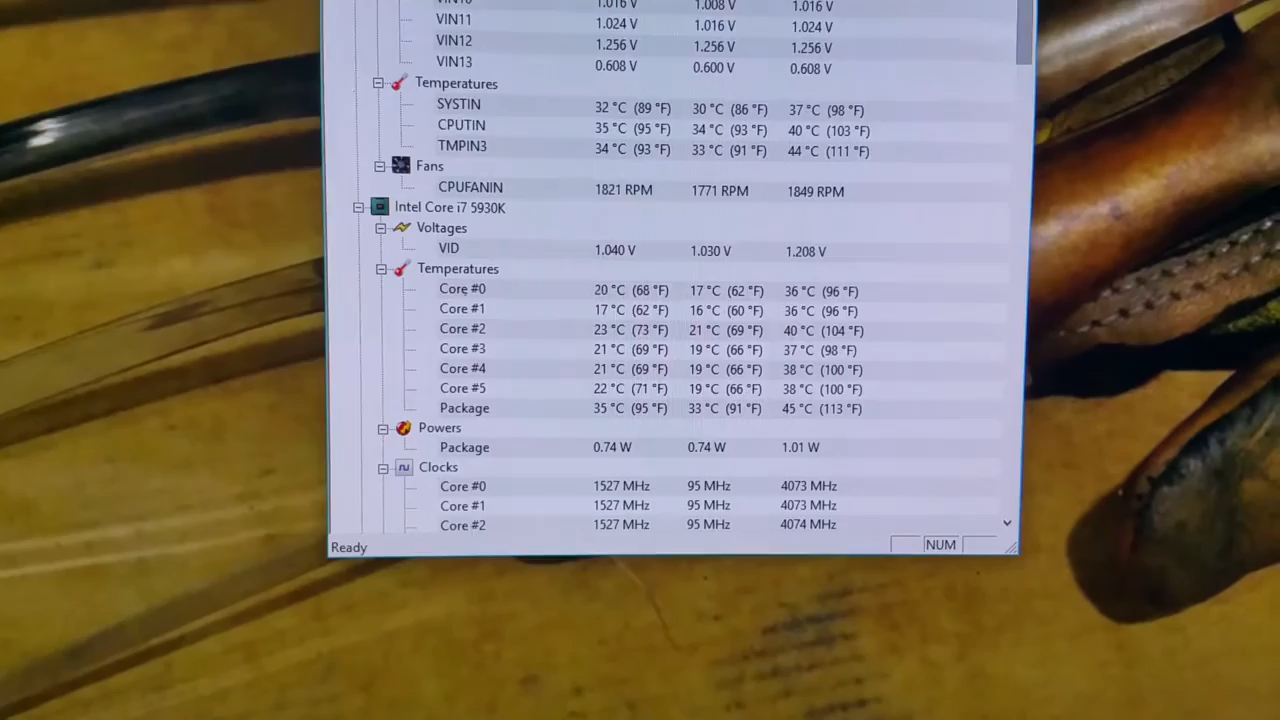 VIN10 1.016 V 1.008 V 1.016 V
VIN11 1.024 V 1.016 V 1.024 V
VIN12 1.256 V 1.256 V 1.256 V
VIN13 0.608 V 0.600 V 0.608 V
Temperatures
SYSTIN 32 °C (89 °F) 30 °C (86 °F) 37 °C (98 °F)
CPUTIN 35 °C (95 °F) 34 °C (93 °F) 40 °C (103 °F)
TMPIN3 34 °C (93 °F) 33 °C (91 °F) 44 °C (111 °F)
Fans
CPUFANIN 1821 RPM 1771 RPM 1849 RPM
Intel Core i7 5930K
Voltages
VID 1.040 V 1.030 V 1.208 V
Temperatures
Core #0 20 °C (68 °F) 17 °C (62 °F) 36 °C (96 °F)
Core #1 17 °C (62 °F) 16 °C (60 °F) 36 °C (96 °F)
Core #2 23 °C (73 °F) 21 °C (69 °F) 40 °C (104 °F)
Core #3 21 °C (69 °F) 19 °C (66 °F) 37 °C (98 °F)
Core #4 21 °C (69 °F) 19 °C (66 °F) 38 °C (100 °F)
Core #5 22 °C (71 °F) 19 °C (66 °F) 38 °C (100 °F)
Package 35 °C (95 °F) 33 °C (91 °F) 45 °C (113 °F)
Powers
Package 0.74 W 0.74 W 1.01 W
Clocks
Core #0 1527 MHz 95 MHz 4073 MHz
Core #1 1527 MHz 95 MHz 4073 MHz
Core #2 1527 MHz 95 MHz 4074 MHz
Ready NUM